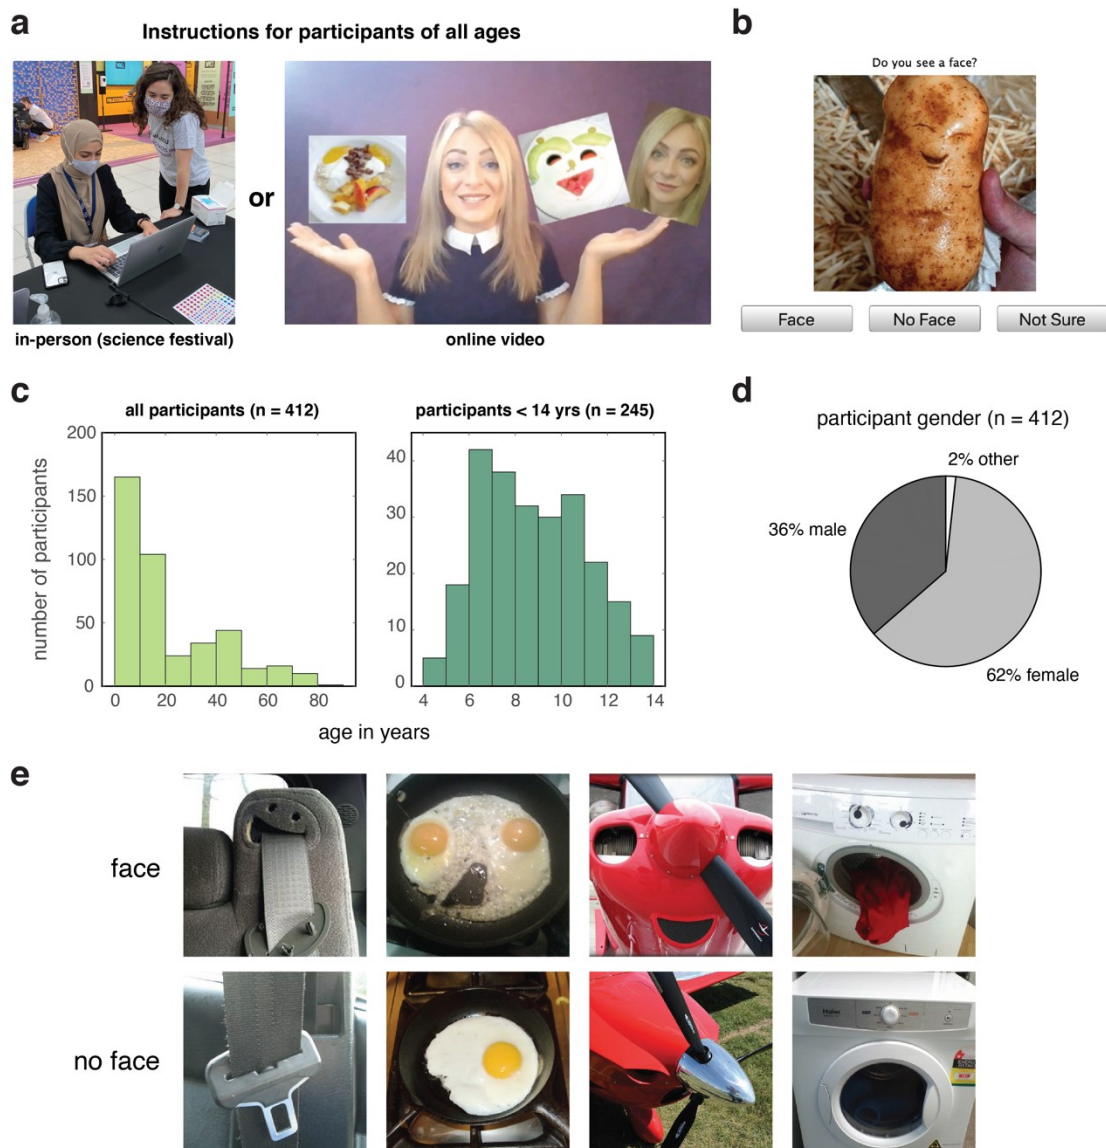 a
Instructions for participants of all ages
or
in-person (science festival)
online video
b
Do you see a face?
Face
No Face
Not Sure
c
all participants (n = 412)
participants < 14 yrs (n = 245)
number of participants
200
150
100
50
0
0 20 40 60 80
40
30
20
10
0
4 6 8 10 12 14
age in years
d
participant gender (n = 412)
2% other
36% male
62% female
e
face
no face
Haier